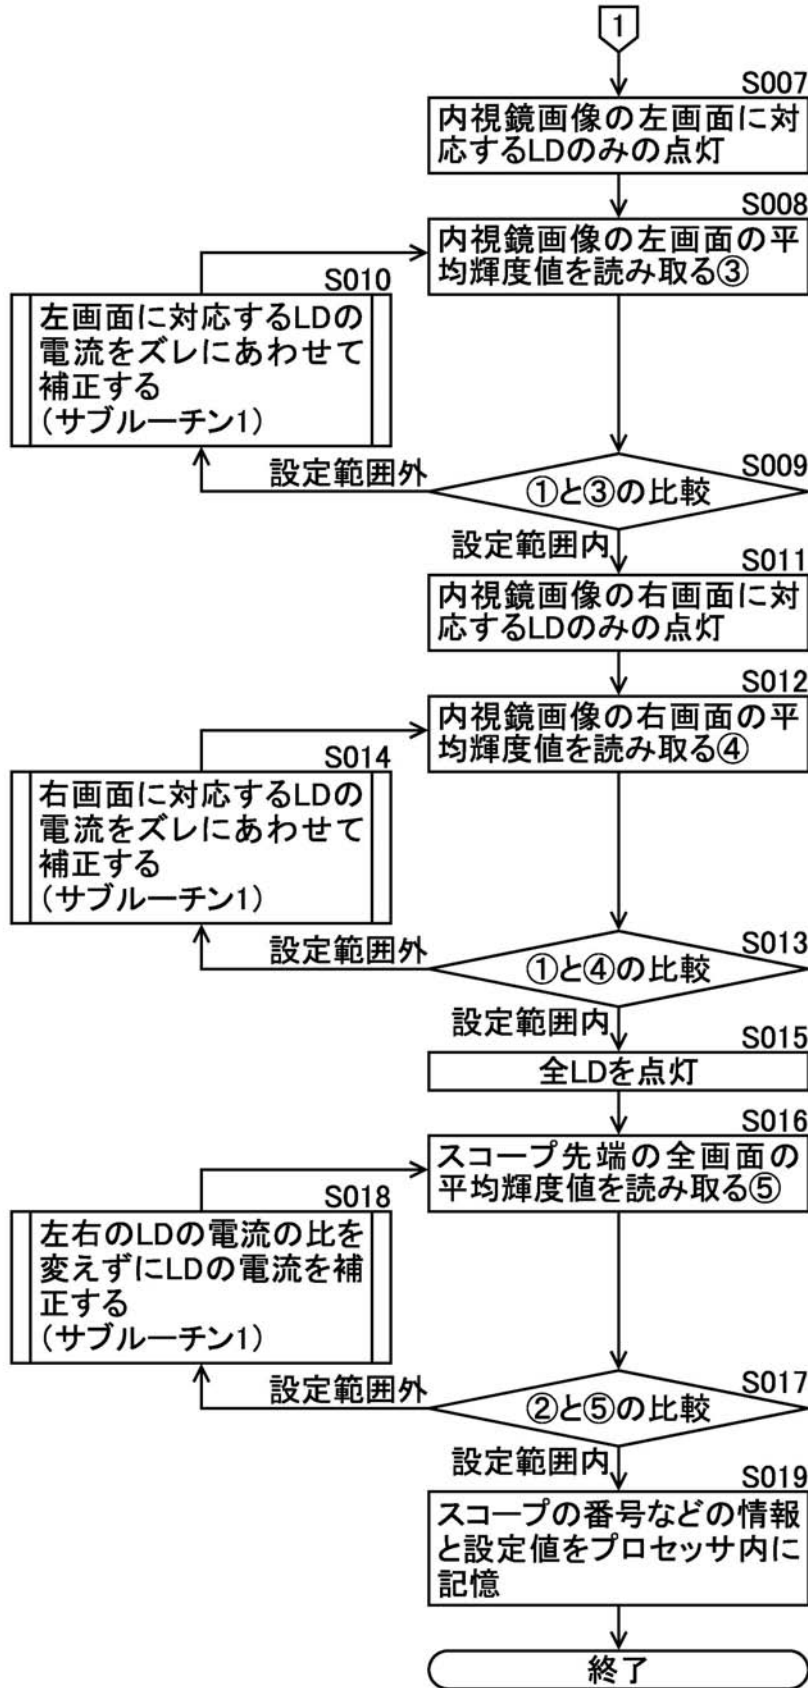 1
S007
内視鏡画像の左画面に対
応するLDのみの点灯
S008
内視鏡画像の左画面の平
均輝度値を読み取る③
S010
左画面に対応するLDの
電流をズレにあわせて
補正する
(サブルーチン1)
S009
設定範囲外
①と③の比較
設定範囲内
S011
内視鏡画像の右画面に対
応するLDのみの点灯
S012
内視鏡画像の右画面の平
均輝度値を読み取る④
S014
右画面に対応するLDの
電流をズレにあわせて
補正する
(サブルーチン1)
S013
設定範囲外
①と④の比較
設定範囲内
S015
全LDを点灯
S016
スコープ先端の全画面の
平均輝度値を読み取る⑤
S018
左右のLDの電流の比を
変えずにLDの電流を補
正する
(サブルーチン1)
S017
設定範囲外
②と⑤の比較
設定範囲内
S019
スコープの番号などの情報
と設定値をプロセッサ内に
記憶
終了